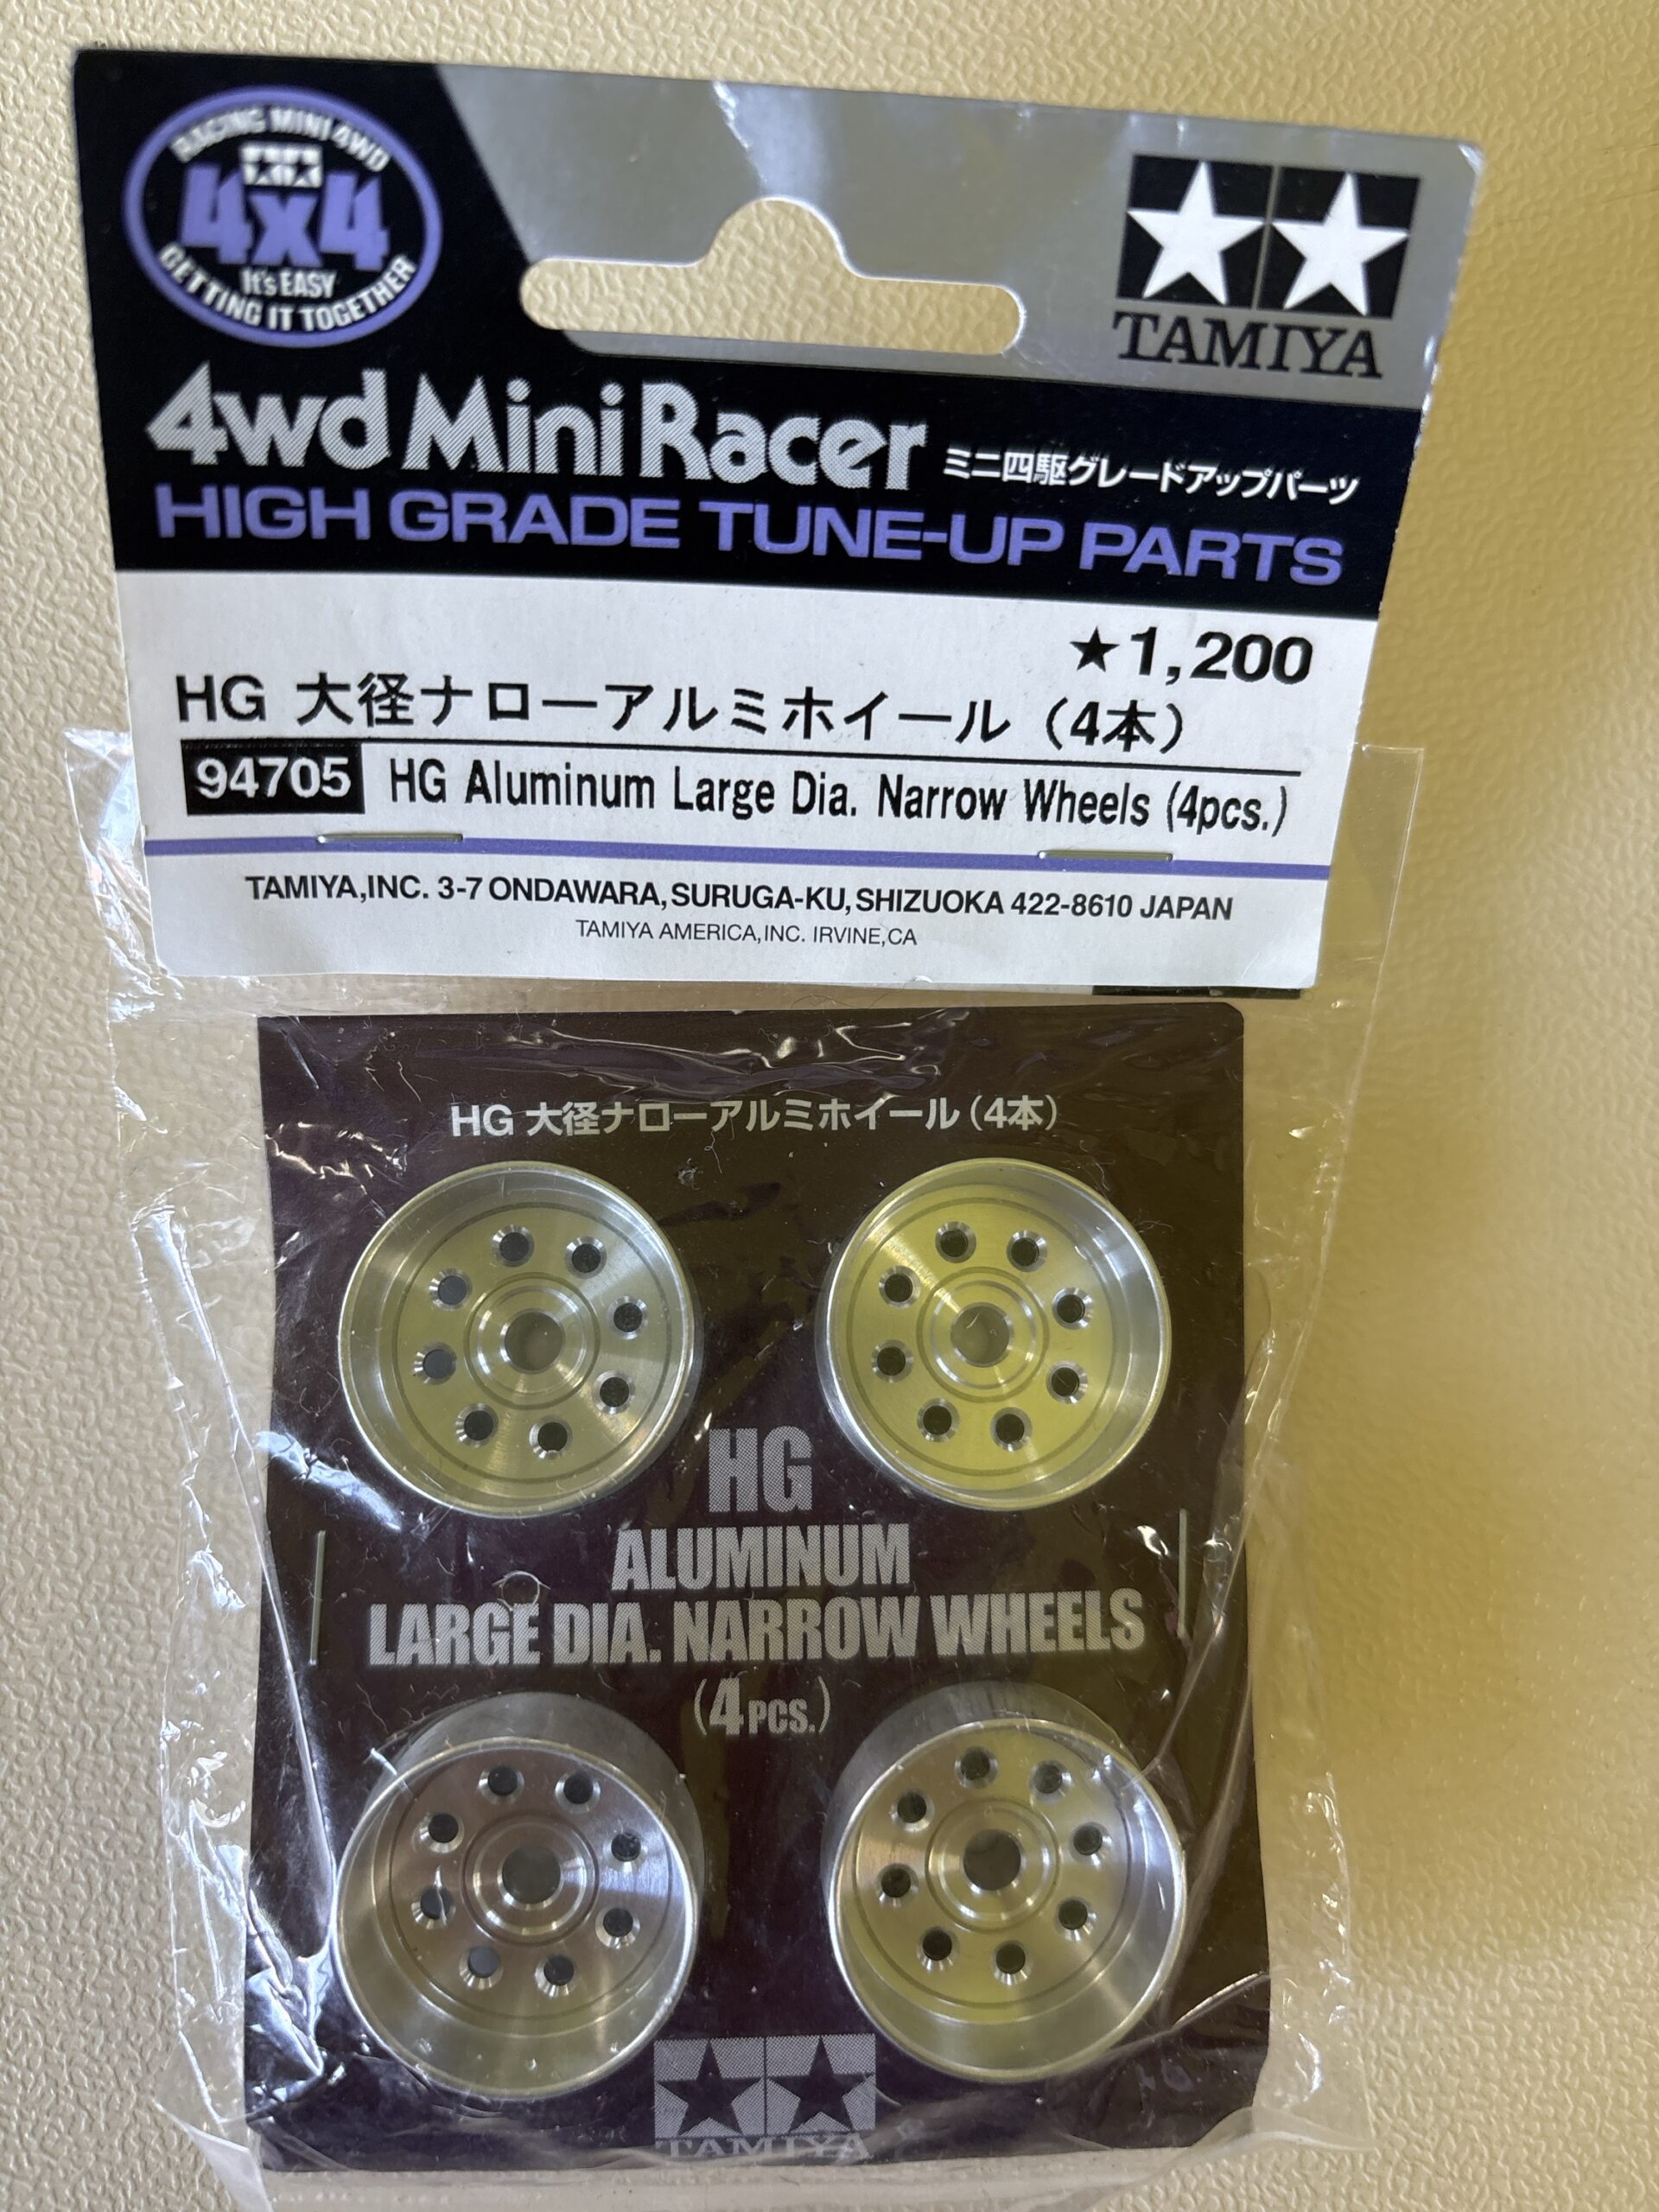 RACING MINI 4WD
4x4
It's EASY
GETTING IT TOGETHER
TAMIYA
4wd Mini Racer ミニ四駆グレードアップパーツ
HIGH GRADE TUNE-UP PARTS
★1,200
HG 大径ナローアルミホイール（4本）
94705 HG Aluminum Large Dia. Narrow Wheels (4pcs.)
TAMIYA,INC. 3-7 ONDAWARA, SURUGA-KU, SHIZUOKA 422-8610 JAPAN
TAMIYA AMERICA,INC. IRVINE,CA
HG 大径ナローアルミホイール（4本）
HG
ALUMINUM
LARGE DIA. NARROW WHEELS
(4PCS.)
TAMIYA